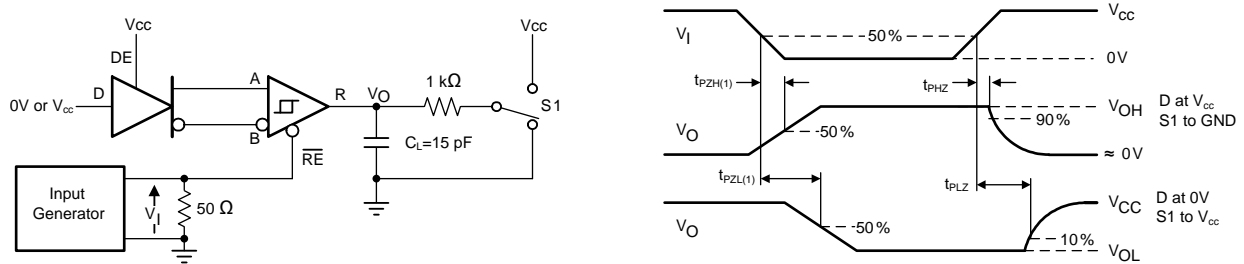 Vcc
DE
D
0V or Vcc
A
B
R
VO
1 kΩ
Vcc
S1
CL=15 pF
RE
Input
Generator
VI
50 Ω
VI
50%
Vcc
0V
tPZH(1)
tPHZ
VO
50%
VOH
90%
≈ 0V
D at Vcc
S1 to GND
tPZL(1)
tPLZ
VO
50%
VCC
10%
VOL
D at 0V
S1 to Vcc